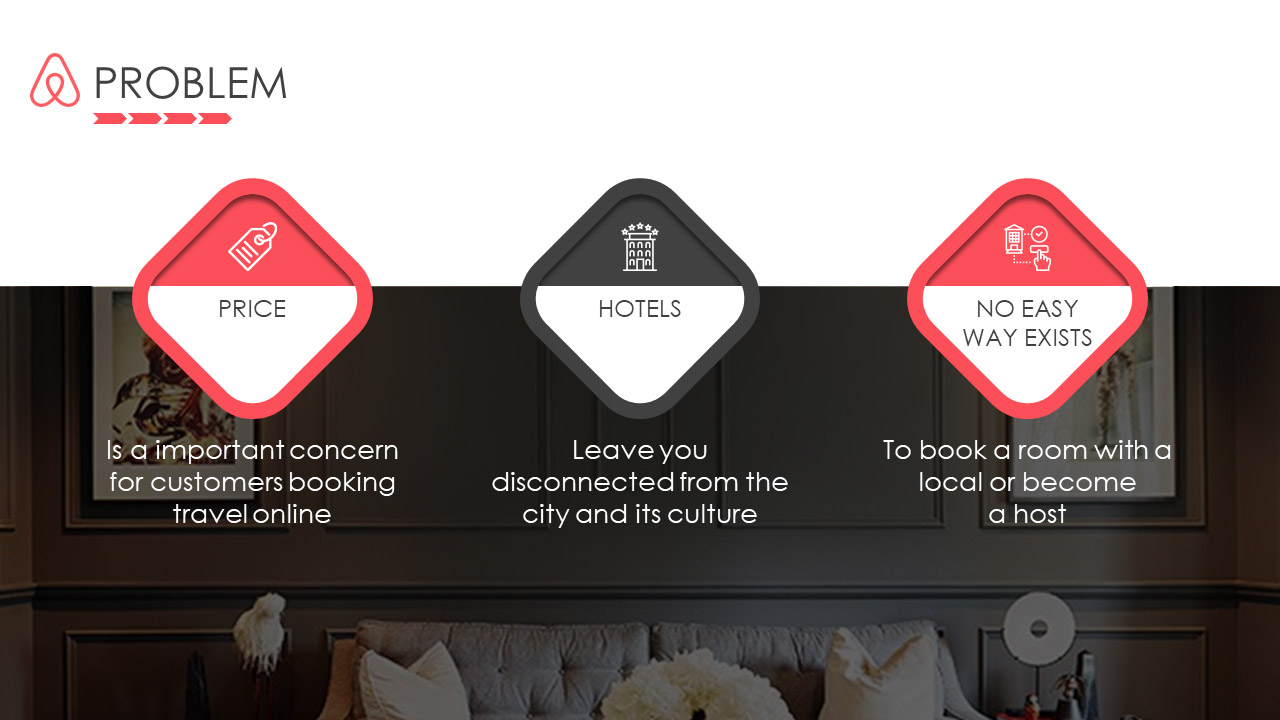 PROBLEM
PRICE
Is a important concern
for customers booking
travel online
HOTELS
Leave you
disconnected from the
city and its culture
NO EASY
WAY EXISTS
To book a room with a
local or become
a host